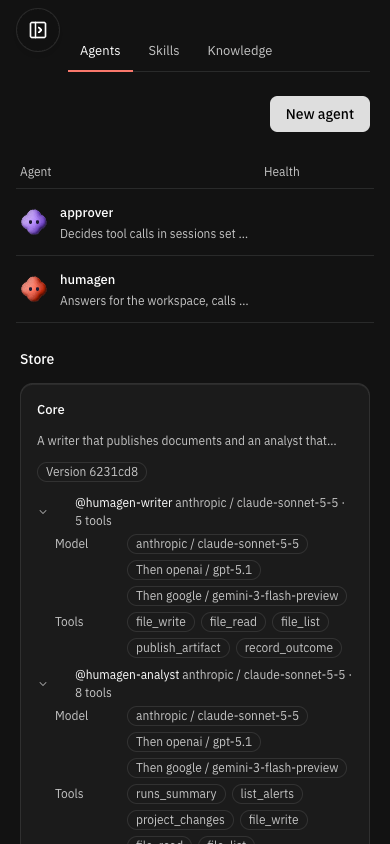 Agents Skills Knowledge
New agent
Agent Health
approver
Decides tool calls in sessions set ...
humagen
Answers for the workspace, calls ...
Store
Core
A writer that publishes documents and an analyst that...
Version 6231cd8
@humagen-writer anthropic / claude-sonnet-5-5 ·
5 tools
Model anthropic / claude-sonnet-5-5
Then openai / gpt-5.1
Then google / gemini-3-flash-preview
Tools file_write file_read file_list
publish_artifact record_outcome
@humagen-analyst anthropic / claude-sonnet-5-5 ·
8 tools
Model anthropic / claude-sonnet-5-5
Then openai / gpt-5.1
Then google / gemini-3-flash-preview
Tools runs_summary list_alerts
project_changes file_write
file_read file_list